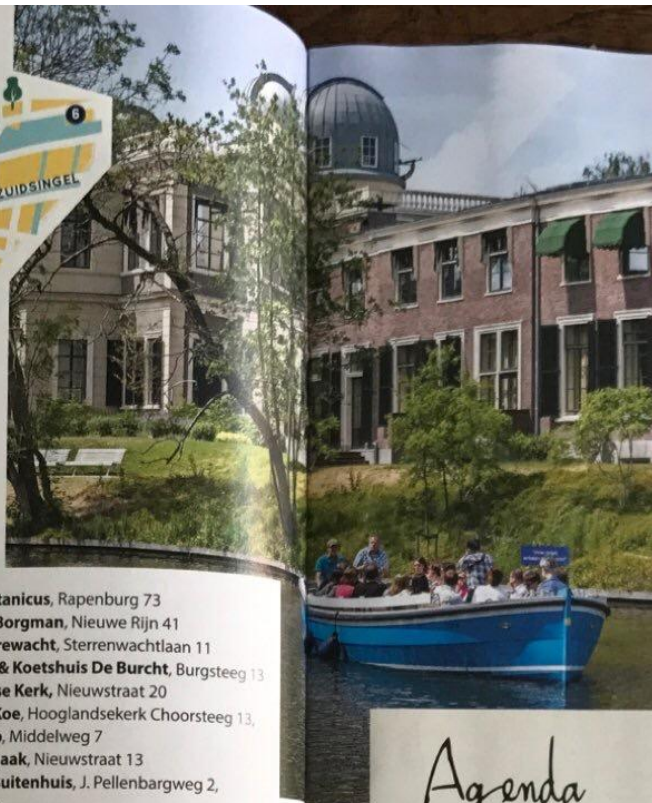 6
ZUIDSINGEL
tanicus, Rapenburg 73
Borgman, Nieuwe Rijn 41
rewacht, Sterrenwachtlaan 11
& Koetshuis De Burcht, Burgsteeg 13
se Kerk, Nieuwstraat 20
Koe, Hooglandsekerk Choorsteeg 13,
, Middelweg 7
aak, Nieuwstraat 13
uitenhuis, J. Pellenbargweg 2,
Agenda